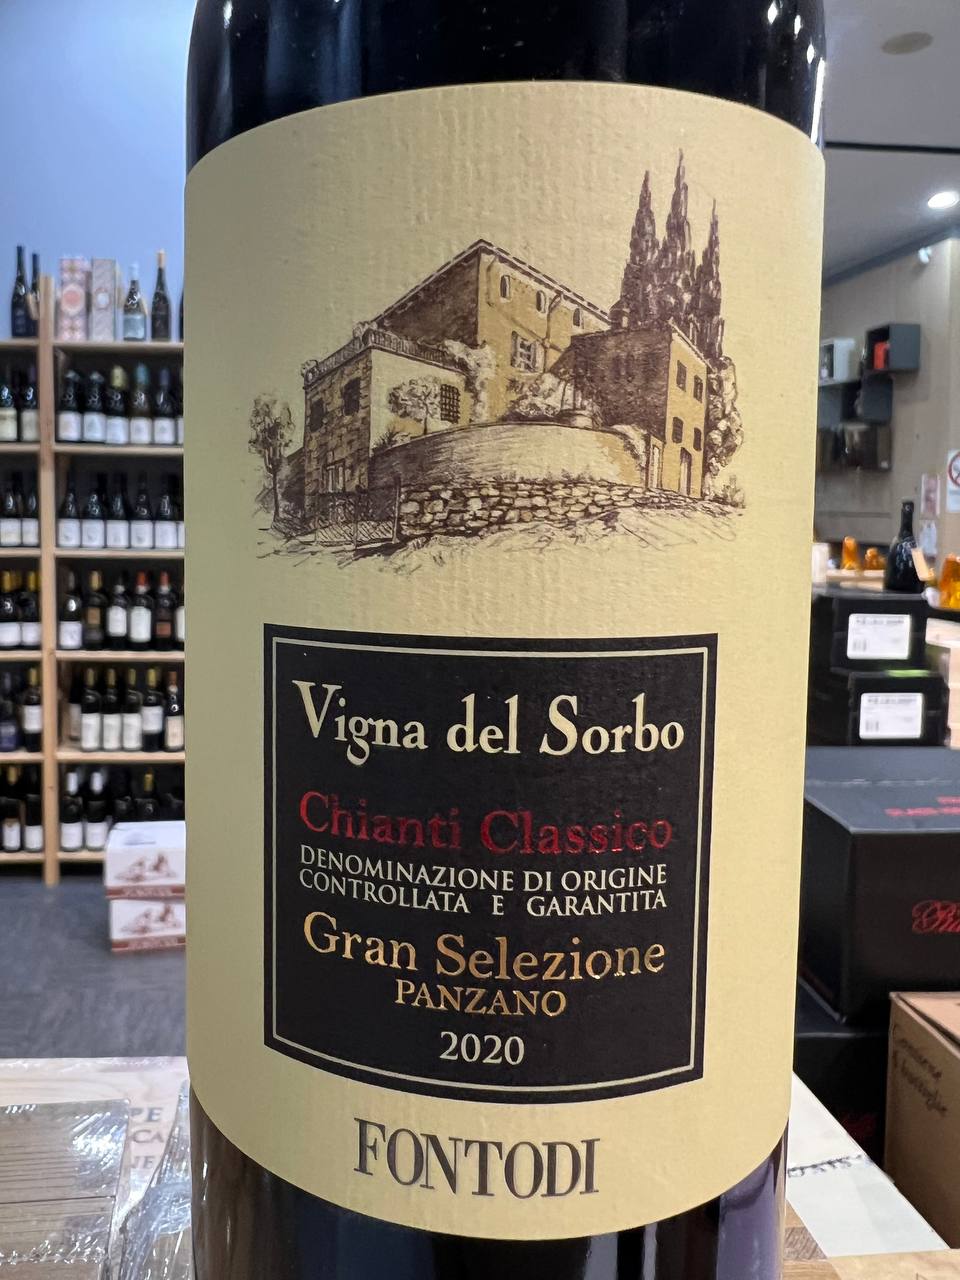 Vigna del Sorbo
Chianti Classico
DENOMINAZIONE DI ORIGINE
CONTROLLATA E GARANTITA
Gran Selezione
PANZANO
2020
FONTODI